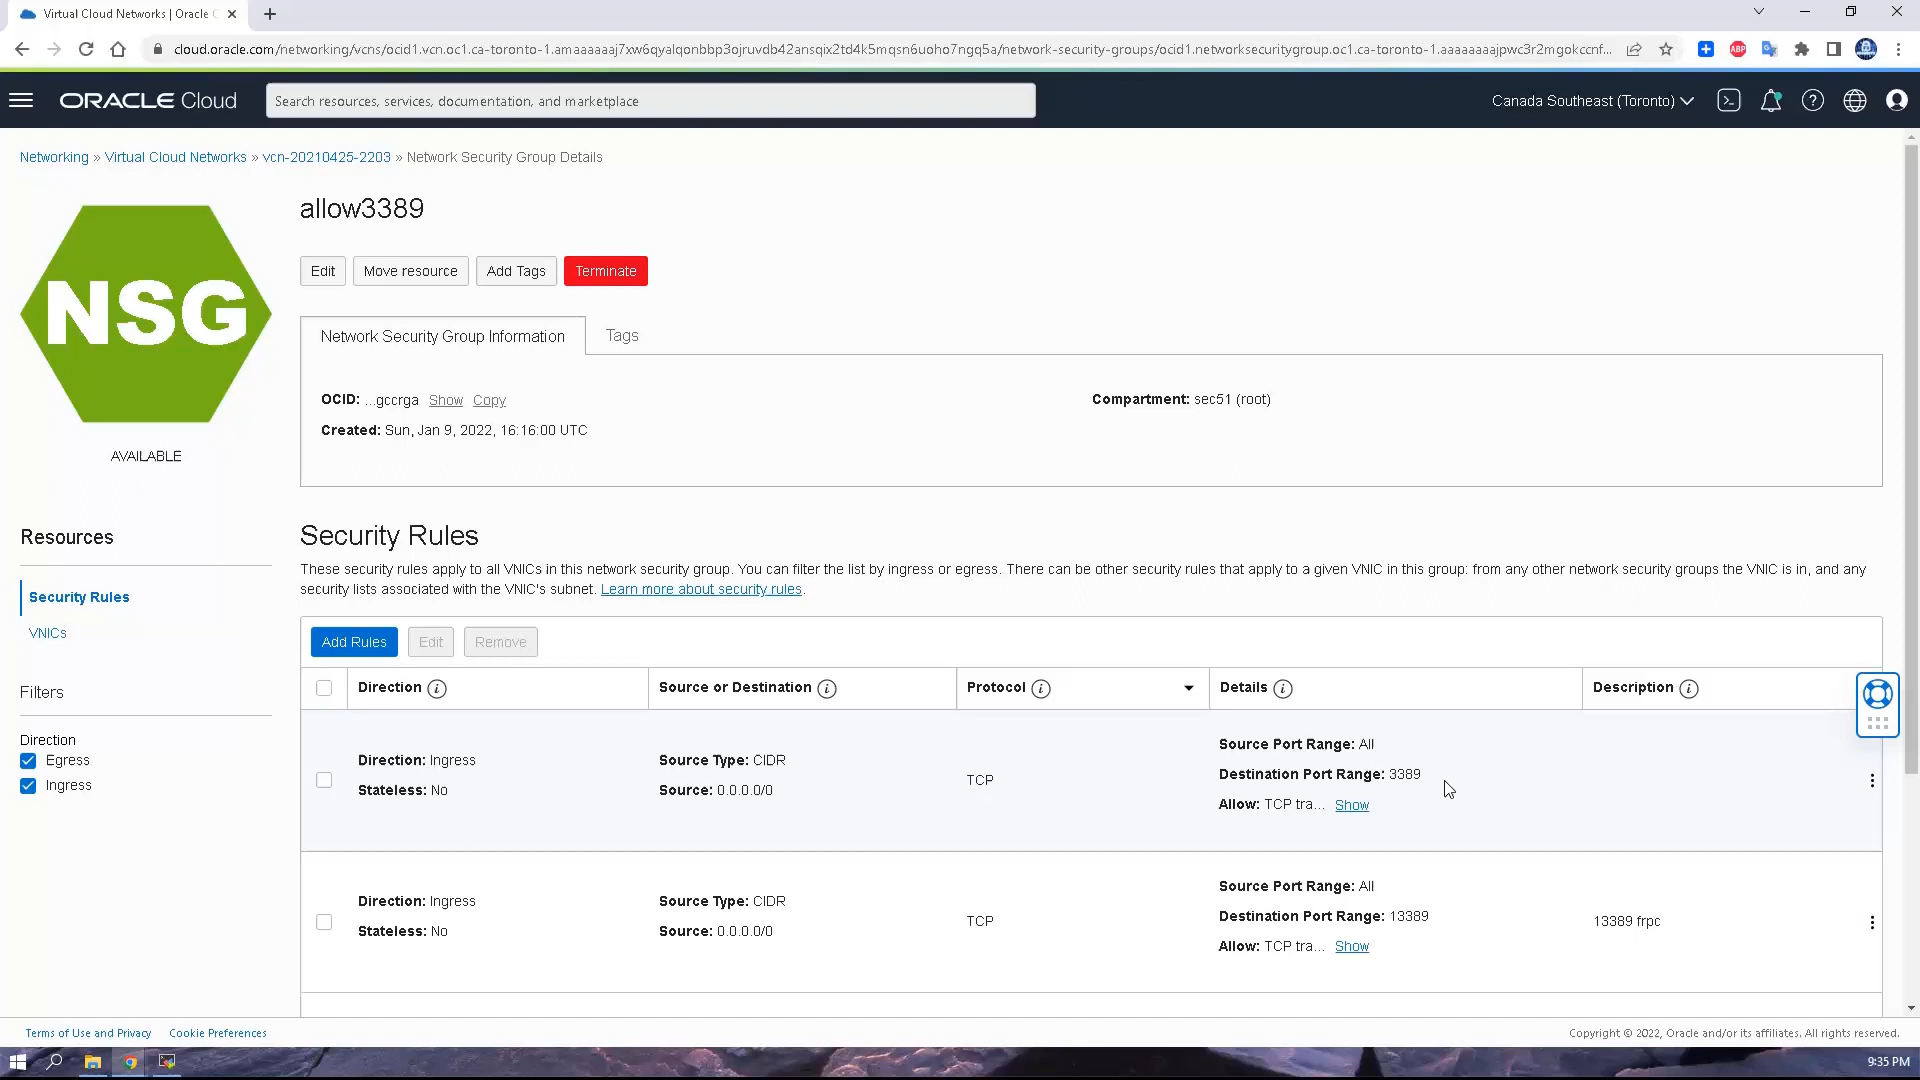 Virtual Cloud Networks | Oracle C
cloud.oracle.com/networking/vcns/ocid1.vcn.oc1.ca-toronto-1.amaaaaaaj7xw6qyalqonbbp3ojruvdb42ansqix2td4k5mqsn6uoho7ngq5a/network-security-groups/ocid1.networksecuritygroup.oc1.ca-toronto-1.aaaaaaaajpwc3r2mgokccnf...
ABP
ORACLE Cloud
Search resources, services, documentation, and marketplace
Canada Southeast (Toronto)
Networking » Virtual Cloud Networks » vcn-20210425-2203 » Network Security Group Details
NSG
AVAILABLE
allow3389
Edit
Move resource
Add Tags
Terminate
Network Security Group Information
Tags
OCID: ...gccrga Show Copy
Compartment: sec51 (root)
Created: Sun, Jan 9, 2022, 16:16:00 UTC
Resources
Security Rules
VNICs
Filters
Direction
Egress
Ingress
Security Rules
These security rules apply to all VNICs in this network security group. You can filter the list by ingress or egress. There can be other security rules that apply to a given VNIC in this group: from any other network security groups the VNIC is in, and any
security lists associated with the VNIC's subnet. Learn more about security rules.
Add Rules
Edit
Remove
Direction
Source or Destination
Protocol
Details
Description
Direction: Ingress
Stateless: No
Source Type: CIDR
Source: 0.0.0.0/0
TCP
Source Port Range: All
Destination Port Range: 3389
Allow: TCP tra... Show
Direction: Ingress
Stateless: No
Source Type: CIDR
Source: 0.0.0.0/0
TCP
Source Port Range: All
Destination Port Range: 13389
Allow: TCP tra... Show
13389 frpc
Terms of Use and Privacy
Cookie Preferences
Copyright © 2022, Oracle and/or its affiliates. All rights reserved.
9:35 PM